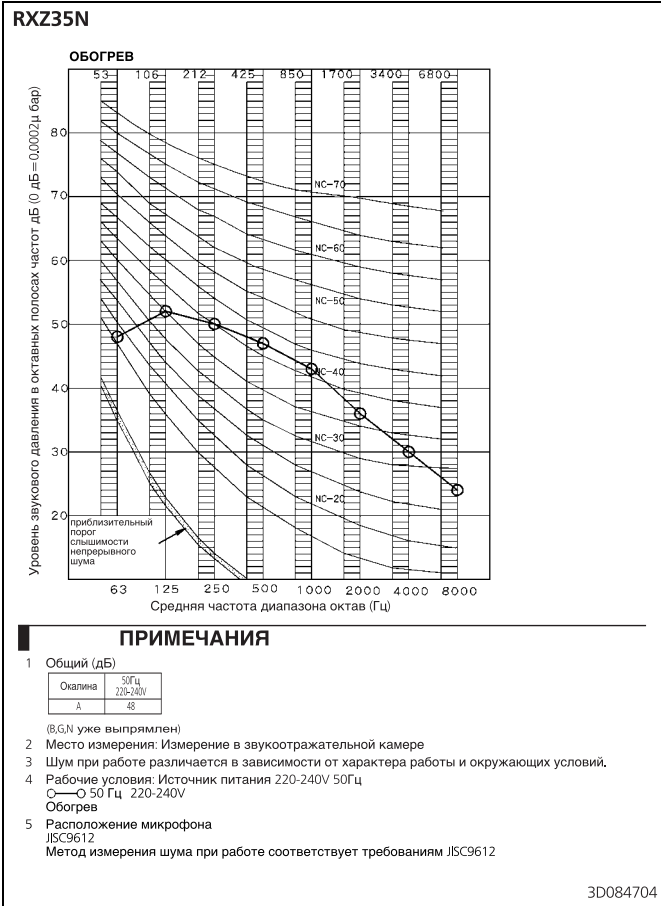 RXZ35N
ОБОГРЕВ
Уровень звукового давления в октавных полосах частот дБ (0 дБ=0.0002µ бар)
53 106 212 425 850 1700 3400 6800
80
70
60
50
40
30
20
NC-70
NC-60
NC-50
NC-40
NC-30
NC-20
приблизительный
порог
слышимости
непрерывного
шума
63 125 250 500 1000 2000 4000 8000
Средняя частота диапазона октав (Гц)
ПРИМЕЧАНИЯ
1 Общий (дБ)
Окалина 50Гц
220-240V
A 48
(B,G,N уже выпрямлен)
2 Место измерения: Измерение в звукоотражательной камере
3 Шум при работе различается в зависимости от характера работы и окружающих условий.
4 Рабочие условия: Источник питания 220-240V 50Гц
50 Гц 220-240V
Обогрев
5 Расположение микрофона
JISC9612
Метод измерения шума при работе соответствует требованиям JISC9612
3D084704